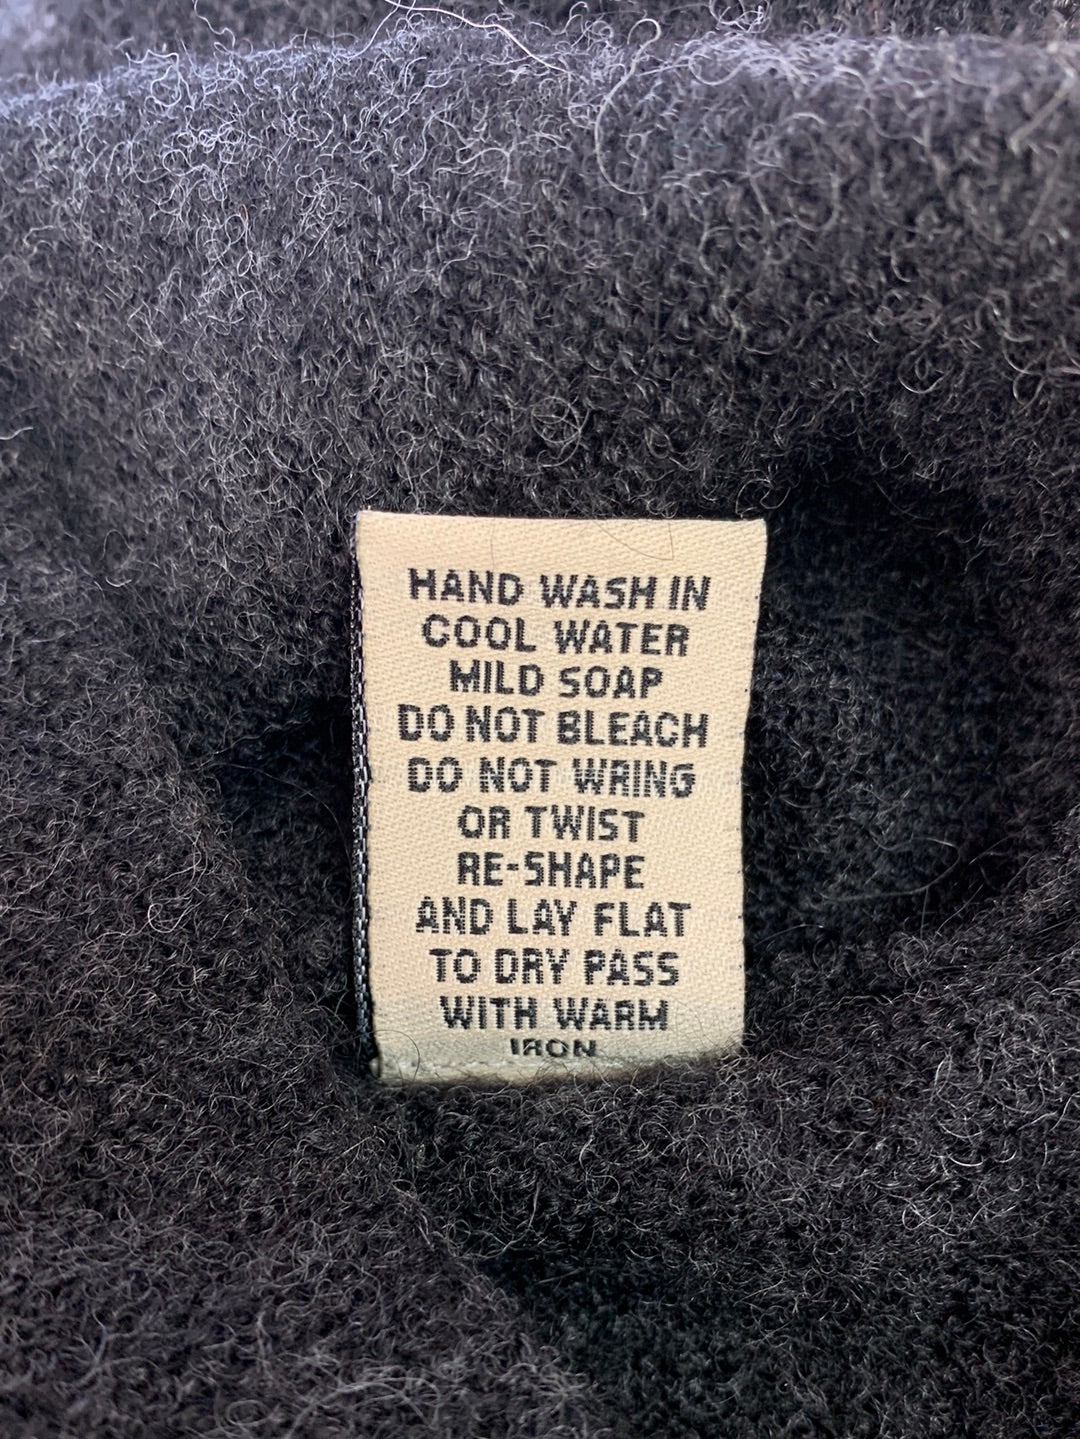 HAND WASH IN
COOL WATER
MILD SOAP
DO NOT BLEACH
DO NOT WRING
OR TWIST
RE-SHAPE
AND LAY FLAT
TO DRY PASS
WITH WARM
IRON